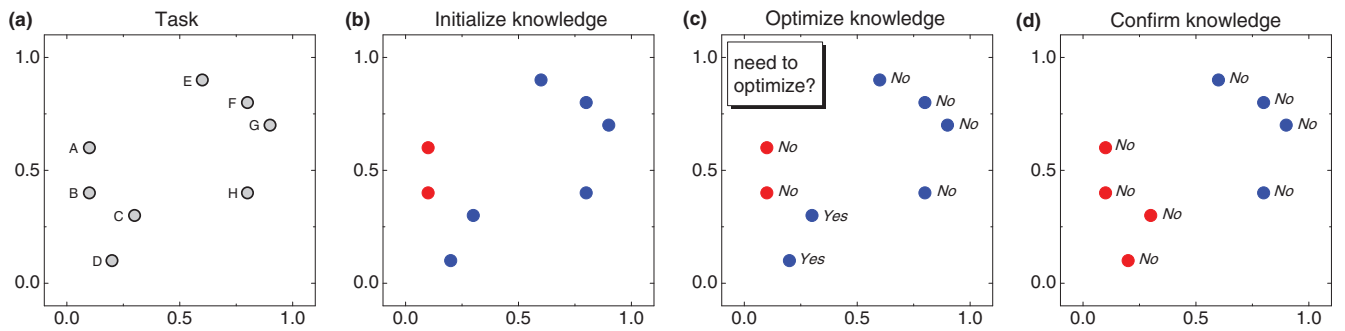 (a) Task
1.0
0.5
0.0
0.0 0.5 1.0
E
F
G
A
B
H
C
D
(b) Initialize knowledge
1.0
0.5
0.0
0.0 0.5 1.0
(c) Optimize knowledge
1.0
0.5
0.0
0.0 0.5 1.0
need to
optimize?
No
No
No
No
No No
Yes
Yes
(d) Confirm knowledge
1.0
0.5
0.0
0.0 0.5 1.0
No
No
No
No
No No
No
No